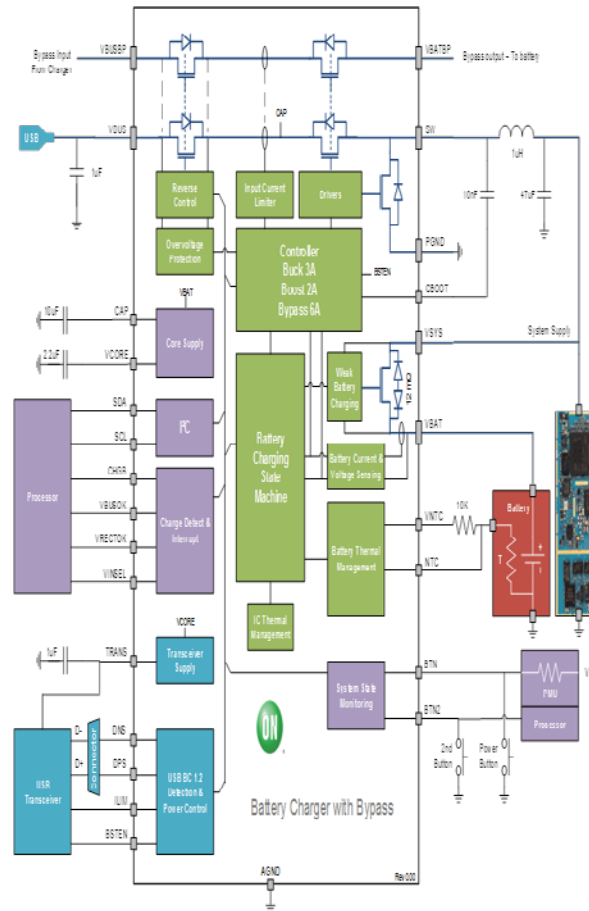 Bypass Input
From Charger
VBUSBP
VBATBP
Bypass output – To battery
USB
VBUS
CAP
SW
1uH
1uF
10nF
47uF
Reverse
Control
Input Current
Limiter
Drivers
Overvoltage
Protection
Controller
Buck 3A
Boost 2A
Bypass 6A
PGND
BSTEN
CBOOT
VBAT
10uF
CAP
2.2uF
VCORE
Core Supply
VSYS
System Supply
Weak
Battery
Charging
12 mΩ
VBAT
Processor
SDA
SCL
I²C
CHGR
VBUSOK
VRECTOK
VINSEL
Charge Detect &
Interrupt
Battery
Charging
State
Machine
Battery Current &
Voltage Sensing
Battery Thermal
Management
VNTC
10K
NTC
Battery
T
+
-
IC Thermal
Management
VCORE
1uF
TRANS
Transceiver
Supply
System State
Monitoring
BTN
BTN2
PMU
V
Processor
2nd
Button
Power
Button
ON
Battery Charger with Bypass
USB
Transceiver
D-
D+
Connector
DNS
DPS
ILIM
BSTEN
USB BC 1.2
Detection &
Power Control
AGND
Rev 0.00